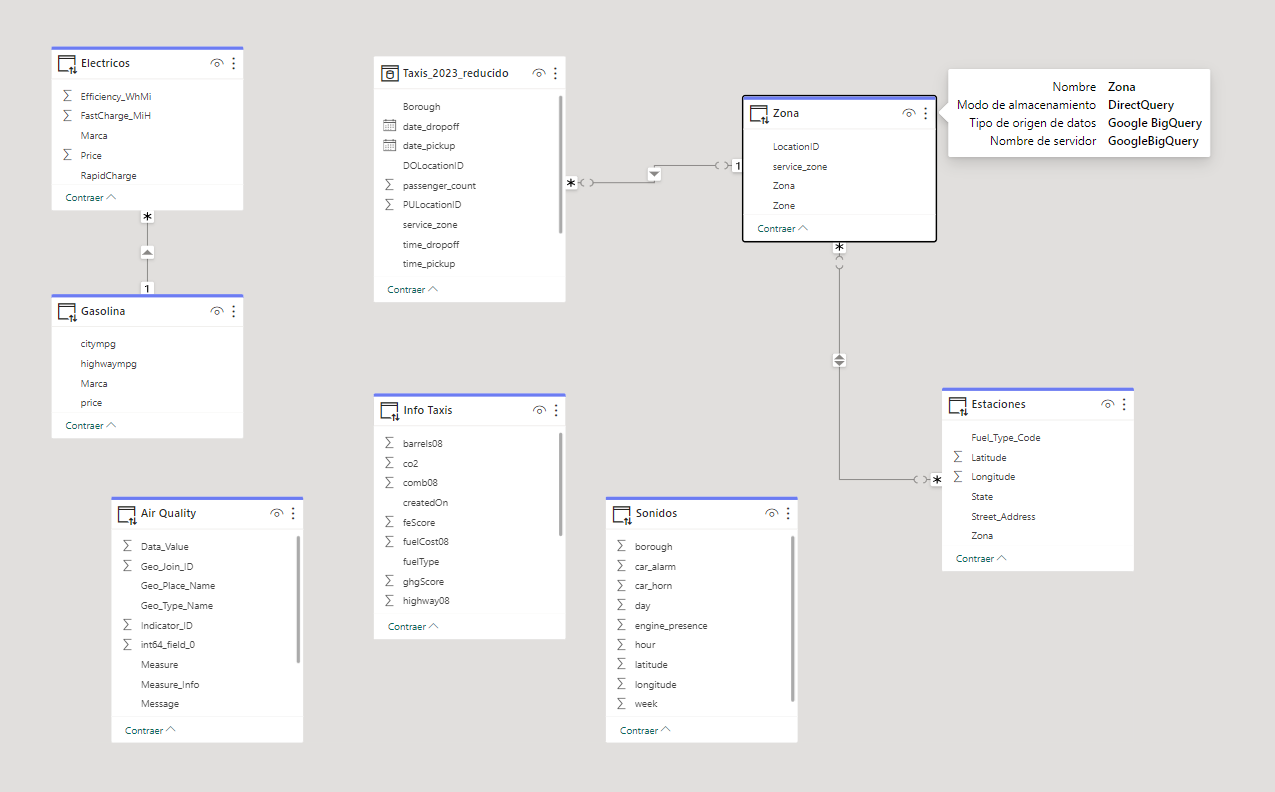 Electricos
Efficiency_WhMi
FastCharge_MiH
Marca
Price
RapidCharge
Contraer
*
1
Gasolina
citympg
highwaympg
Marca
price
Contraer
Taxis_2023_reducido
Borough
date_dropoff
date_pickup
DOLocationID
passenger_count
PULocationID
service_zone
time_dropoff
time_pickup
Contraer
*
1
Zona
LocationID
service_zone
Zona
Zone
Contraer
*
Nombre Zona
Modo de almacenamiento DirectQuery
Tipo de origen de datos Google BigQuery
Nombre de servidor GoogleBigQuery
Info Taxis
barrels08
co2
comb08
createdOn
feScore
fuelCost08
fuelType
ghgScore
highway08
Contraer
*
Estaciones
Fuel_Type_Code
Latitude
Longitude
State
Street_Address
Zona
Contraer
Air Quality
Data_Value
Geo_Join_ID
Geo_Place_Name
Geo_Type_Name
Indicator_ID
int64_field_0
Measure
Measure_Info
Message
Contraer
Sonidos
borough
car_alarm
car_horn
day
engine_presence
hour
latitude
longitude
week
Contraer